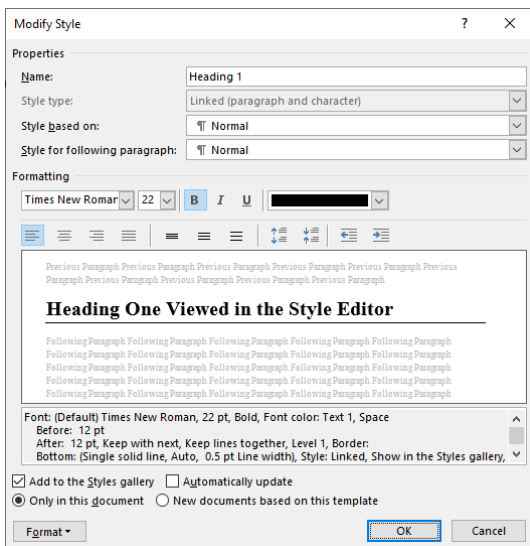 Modify Style ? X
Properties
Name: Heading 1
Style type: Linked (paragraph and character)
Style based on: ¶ Normal
Style for following paragraph: ¶ Normal
Formatting
Times New Roman 22 B I U
Previous Paragraph Previous Paragraph Previous Paragraph Previous Paragraph Previous Paragraph Previous
Paragraph Previous Paragraph Previous Paragraph Previous Paragraph Previous Paragraph
Heading One Viewed in the Style Editor
Following Paragraph Following Paragraph Following Paragraph Following Paragraph Following Paragraph
Following Paragraph Following Paragraph Following Paragraph Following Paragraph Following Paragraph
Following Paragraph Following Paragraph Following Paragraph Following Paragraph Following Paragraph
Following Paragraph Following Paragraph Following Paragraph Following Paragraph Following Paragraph
Font: (Default) Times New Roman, 22 pt, Bold, Font color: Text 1, Space
Before: 12 pt
After: 12 pt, Keep with next, Keep lines together, Level 1, Border:
Bottom: (Single solid line, Auto, 0.5 pt Line width), Style: Linked, Show in the Styles gallery,
Add to the Styles gallery Automatically update
Only in this document New documents based on this template
Format OK Cancel